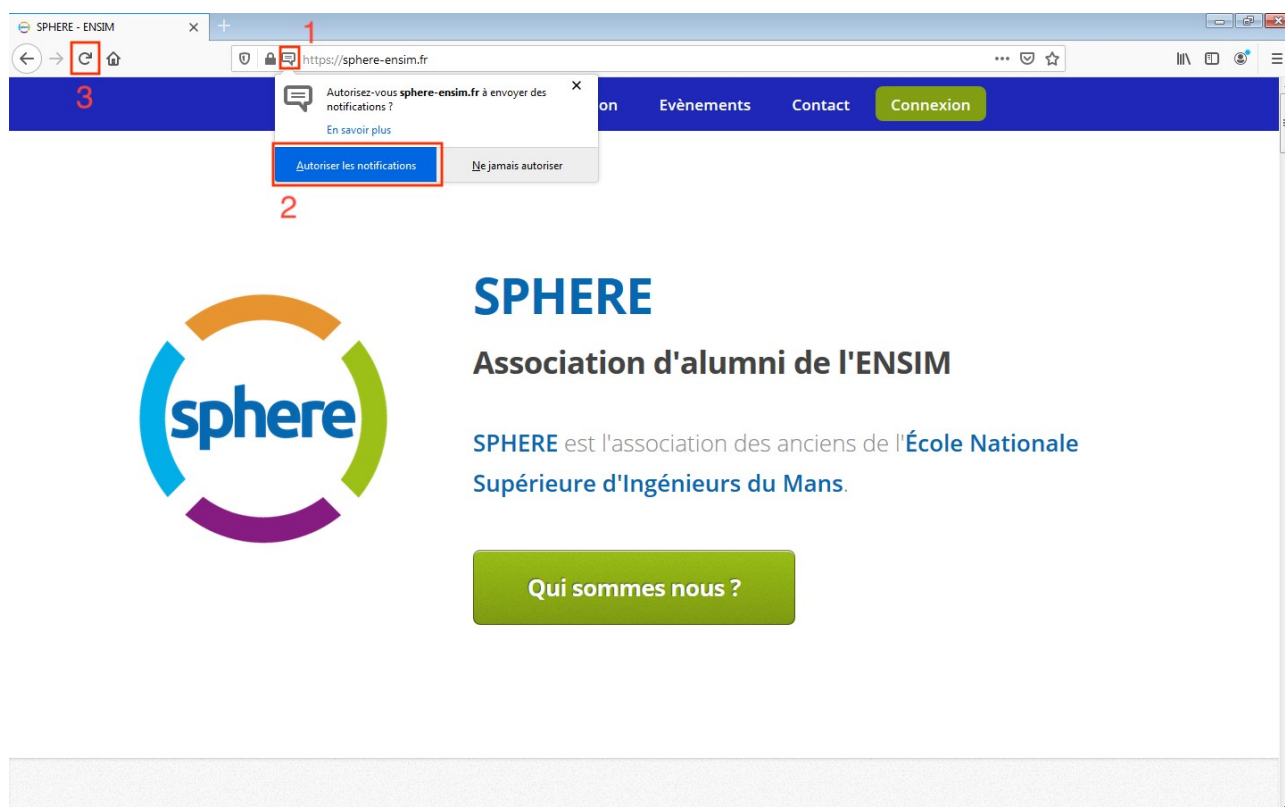 SPHERE - ENSIM
1
https://sphere-ensim.fr
3
Autorisez-vous sphere-ensim.fr à envoyer des
notifications ?
En savoir plus
on Evènements Contact Connexion
Autoriser les notifications Ne jamais autoriser
2
sphere
SPHERE
Association d'alumni de l'ENSIM
SPHERE est l'association des anciens de l'École Nationale
Supérieure d'Ingénieurs du Mans.
Qui sommes nous ?